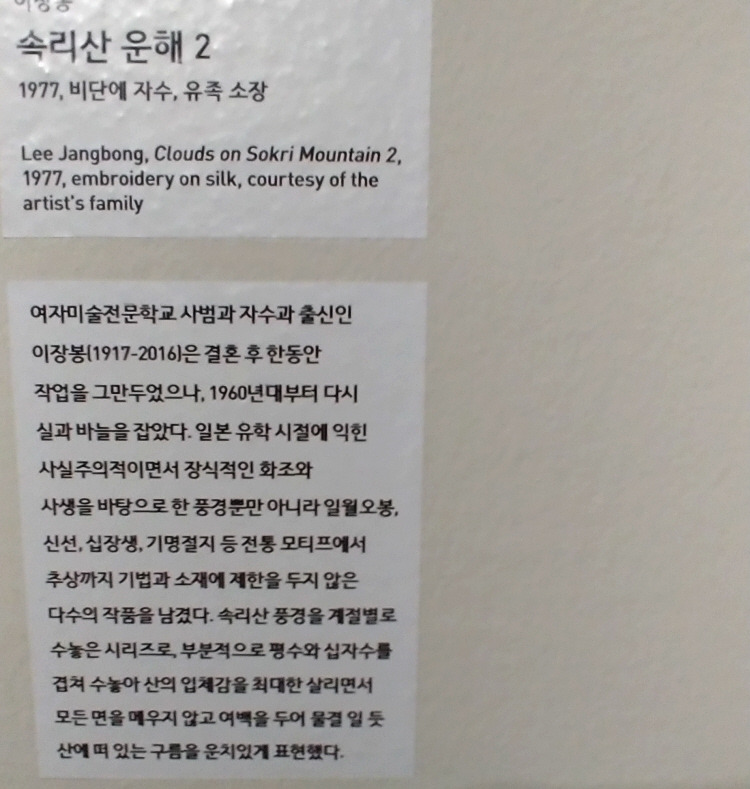 속리산 운해 2
1977, 비단에 자수, 유족 소장
Lee Jangbong, Clouds on Sokri Mountain 2,
1977, embroidery on silk, courtesy of the
artist's family
여자미술전문학교 사범과 자수과 출신인
이장봉(1917-2016)은 결혼 후 한동안
작업을 그만두었으나, 1960년대부터 다시
실과 바늘을 잡았다. 일본 유학 시절에 익힌
사실주의적이면서 장식적인 화조와
사생을 바탕으로 한 풍경뿐만 아니라 일월오봉,
신선, 십장생, 기명절지 등 전통 모티프에서
추상까지 기법과 소재에 제한을 두지 않은
다수의 작품을 남겼다. 속리산 풍경을 계절별로
수놓은 시리즈로, 부분적으로 평수와 십자수를
겹쳐 수놓아 산의 입체감을 최대한 살리면서
모든 면을 메우지 않고 여백을 두어 물결 일 듯
산에 떠 있는 구름을 운치있게 표현했다.